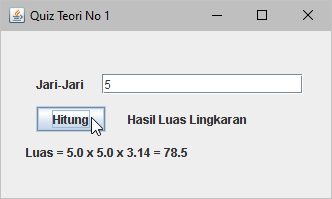 Quiz Teori No 1
Jari-Jari 5
Hitung Hasil Luas Lingkaran
Luas = 5.0 x 5.0 x 3.14 = 78.5